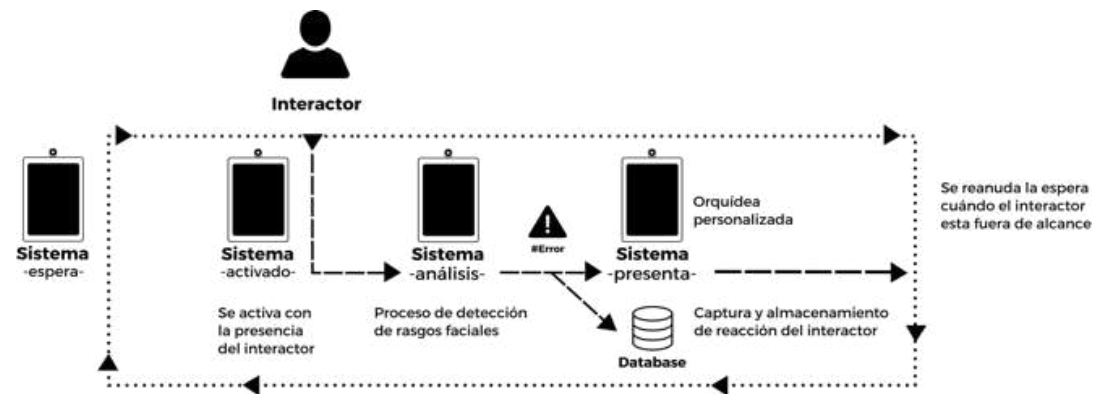 Interactor
Sistema
-espera-
Sistema
-activado-
Se activa con
la presencia
del interactor
Sistema
-análisis-
Proceso de detección
de rasgos faciales
#Error
Orquídea
personalizada
Sistema
-presenta-
Database
Captura y almacenamiento
de reacción del interactor
Se reanuda la espera
cuándo el interactor
esta fuera de alcance